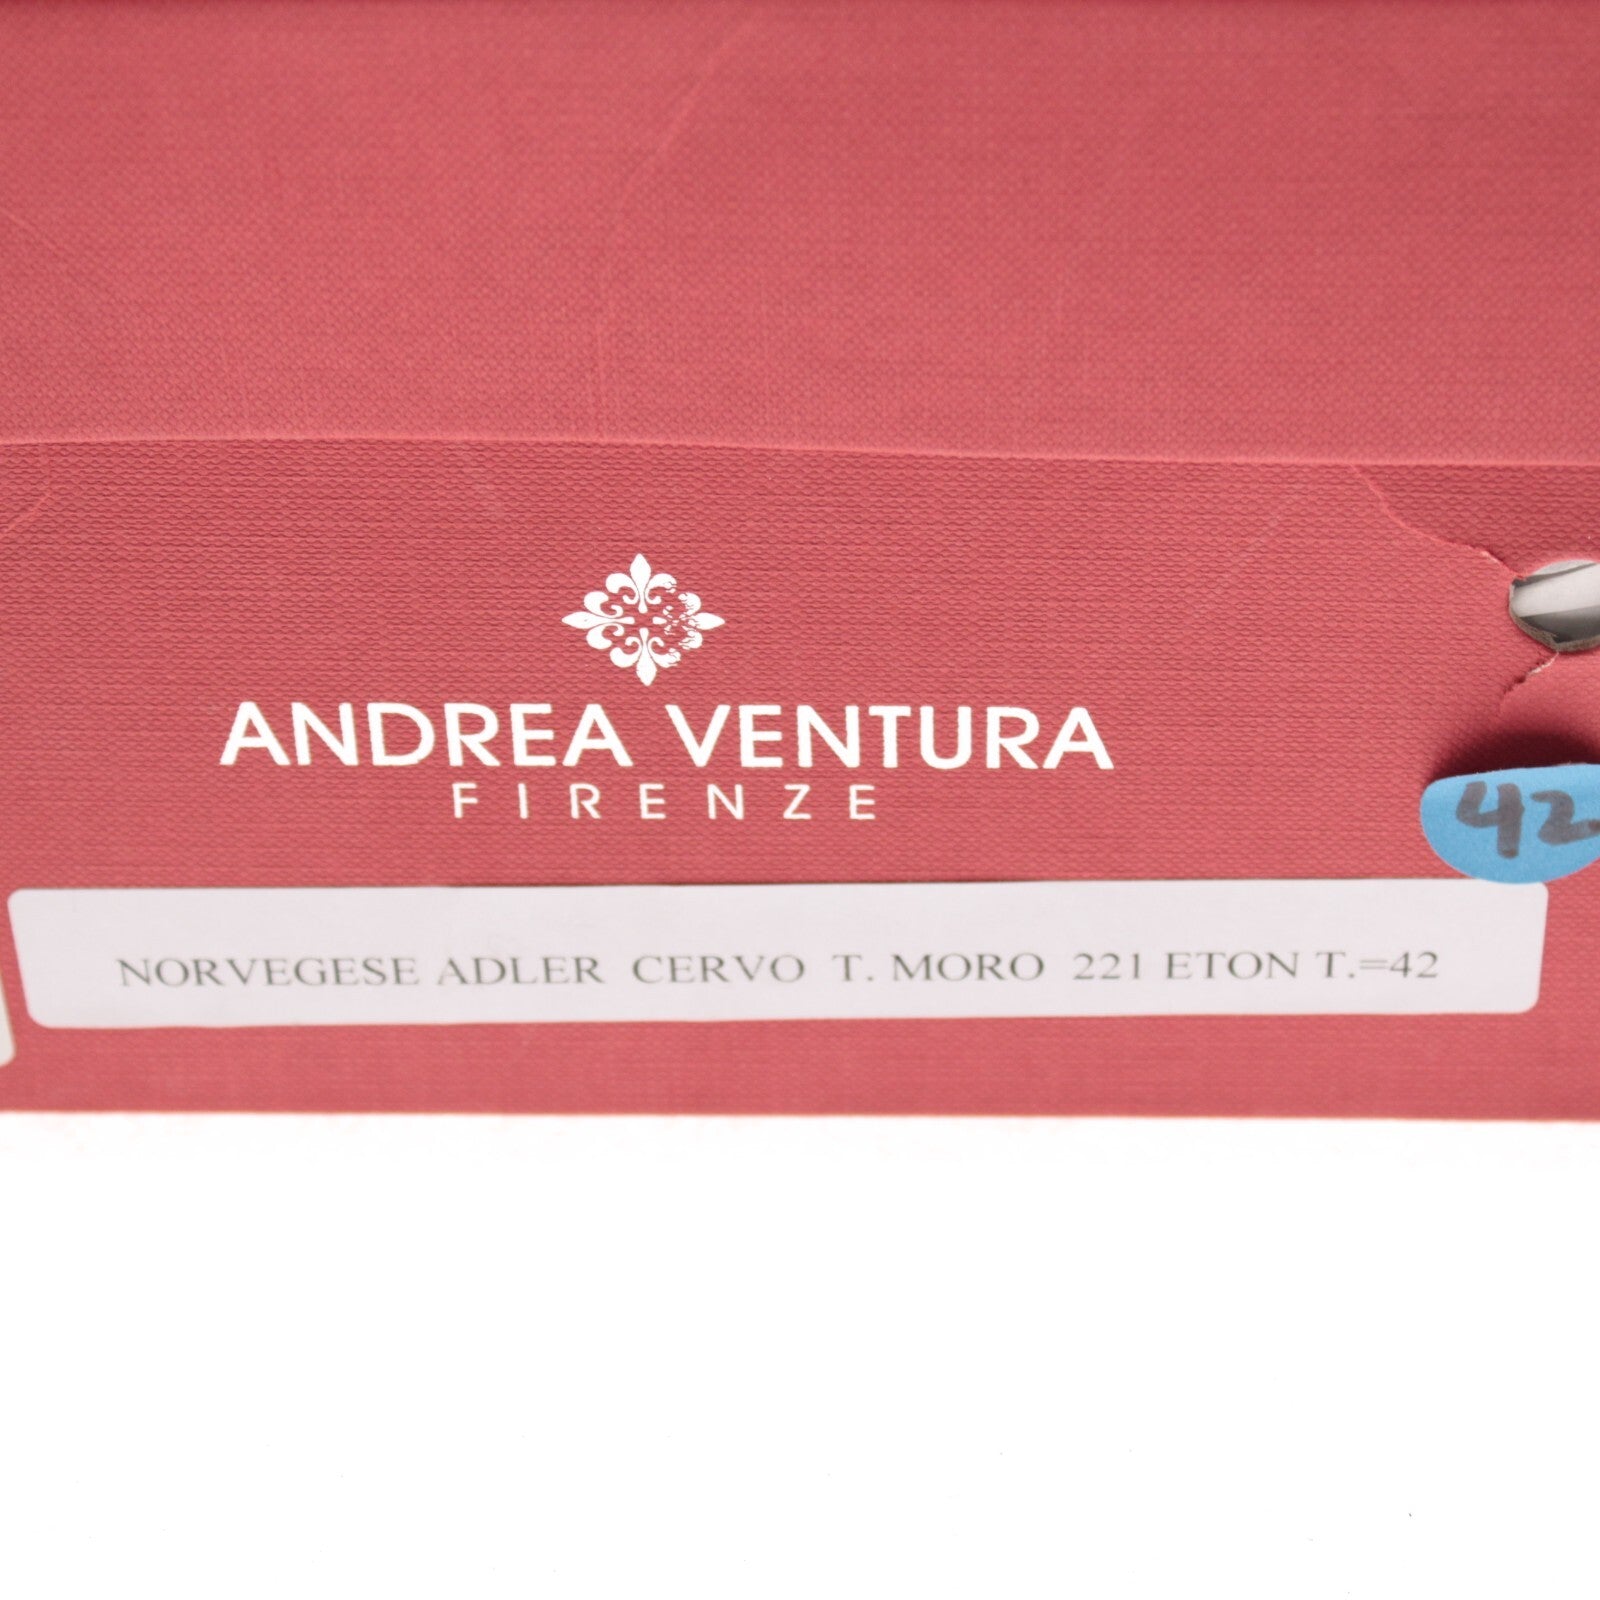 ANDREA VENTURA
FIRENZE
42
NORVEGESE ADLER CERVO T. MORO 221 ETON T.=42